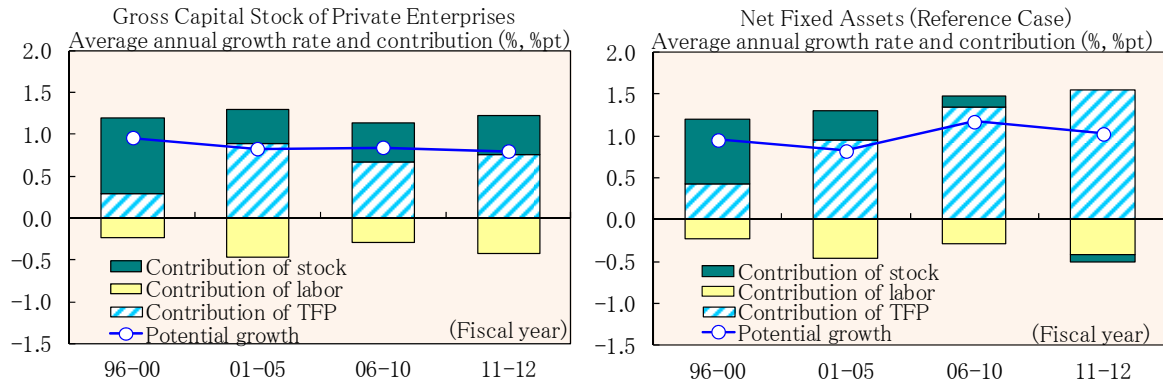 Gross Capital Stock of Private Enterprises
Average annual growth rate and contribution (%, %pt)
2.0
1.5
1.0
0.5
0.0
-0.5
-1.0
-1.5
Contribution of stock
Contribution of labor
Contribution of TFP
Potential growth
(Fiscal year)
96-00 01-05 06-10 11-12
Net Fixed Assets (Reference Case)
Average annual growth rate and contribution (%, %pt)
2.0
1.5
1.0
0.5
0.0
-0.5
-1.0
-1.5
Contribution of stock
Contribution of labor
Contribution of TFP
Potential growth
(Fiscal year)
96-00 01-05 06-10 11-12